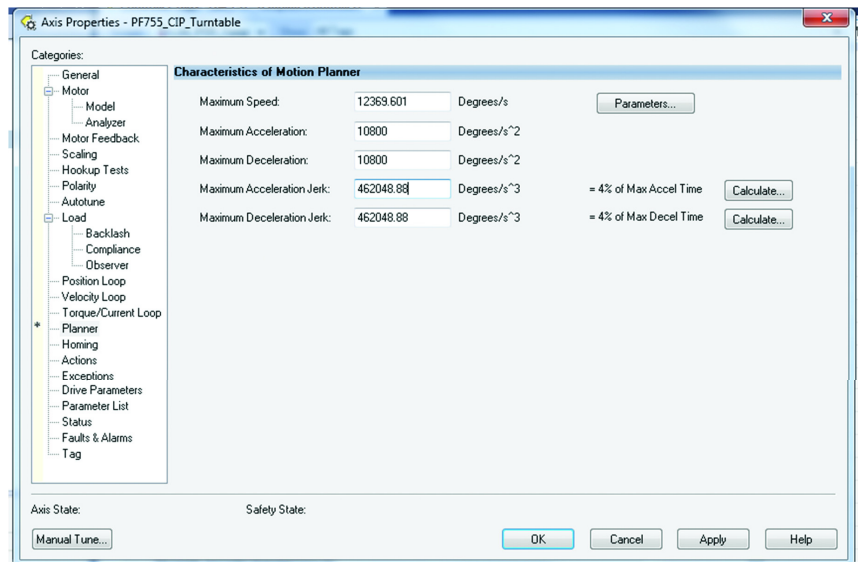 Axis Properties - PF755_CIP_Turntable
Categories:
General
Motor
Model
Analyzer
Motor Feedback
Scaling
Hookup Tests
Polarity
Autotune
Load
Backlash
Compliance
Observer
Position Loop
Velocity Loop
Torque/Current Loop
* Planner
Homing
Actions
Exceptions
Drive Parameters
Parameter List
Status
Faults & Alarms
Tag
Characteristics of Motion Planner
Maximum Speed: 12369.601 Degrees/s Parameters...
Maximum Acceleration: 10800 Degrees/s^2
Maximum Deceleration: 10800 Degrees/s^2
Maximum Acceleration Jerk: 462048.88 Degrees/s^3 = 4% of Max Accel Time Calculate...
Maximum Deceleration Jerk: 462048.88 Degrees/s^3 = 4% of Max Decel Time Calculate...
Axis State: Safety State:
Manual Tune... OK Cancel Apply Help